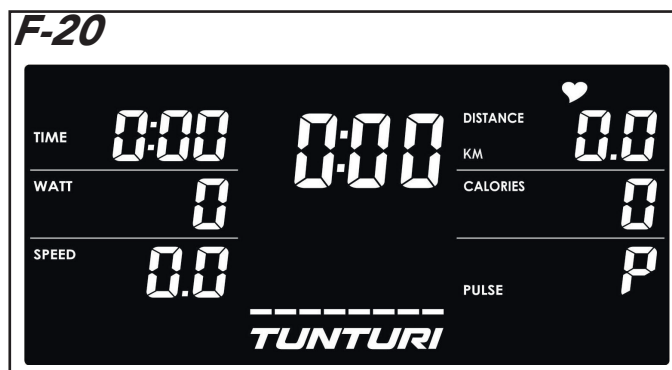 F-20
TIME 0:00
WATT 0
SPEED 0.0
0:00
DISTANCE
KM 0.0
CALORIES 0
PULSE P
TUNTURI